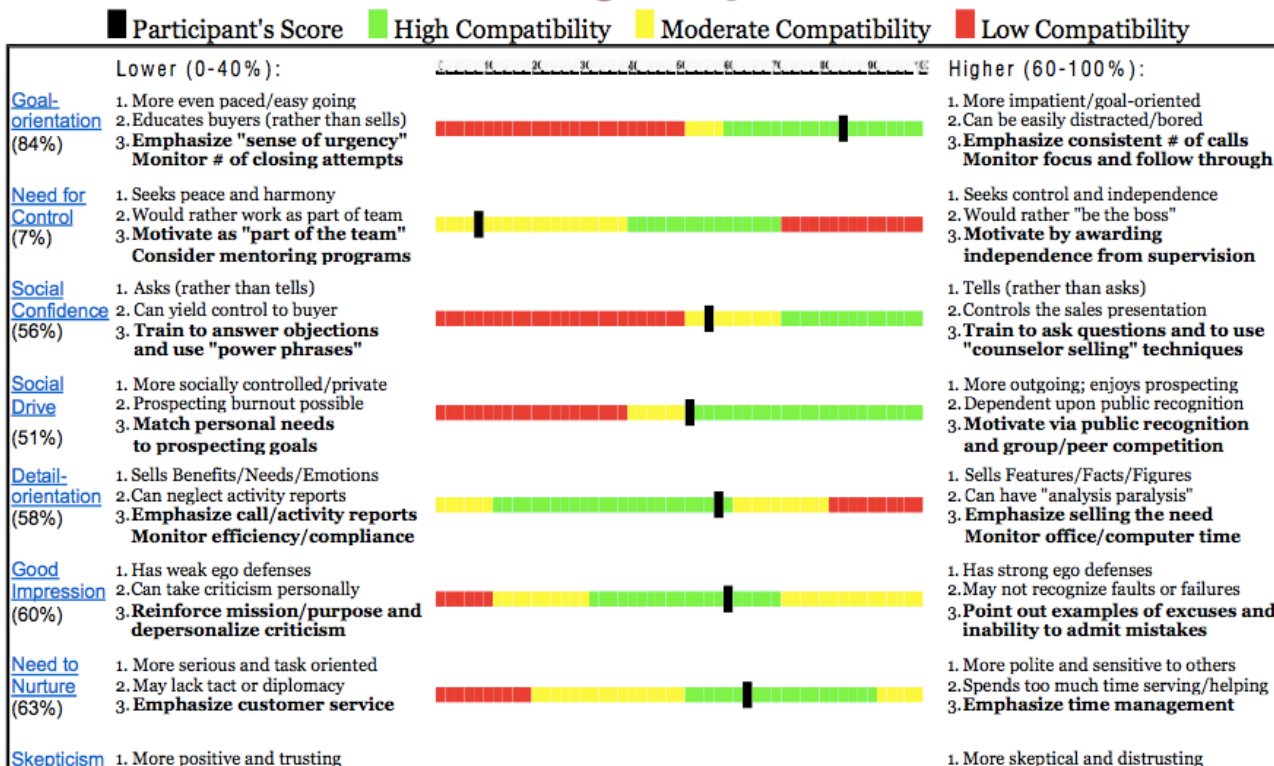 Participant's Score High Compatibility Moderate Compatibility Low Compatibility
Lower (0-40%):
0 10 20 30 40 50 60 70 80 90 100
Higher (60-100%):
Goal-orientation (84%)
1. More even paced/easy going
2. Educates buyers (rather than sells)
3. Emphasize "sense of urgency"
Monitor # of closing attempts
1. More impatient/goal-oriented
2. Can be easily distracted/bored
3. Emphasize consistent # of calls
Monitor focus and follow through
Need for
Control
(7%)
1. Seeks peace and harmony
2. Would rather work as part of team
3. Motivate as "part of the team"
Consider mentoring programs
1. Seeks control and independence
2. Would rather "be the boss"
3. Motivate by awarding
independence from supervision
Social
Confidence
(56%)
1. Asks (rather than tells)
2. Can yield control to buyer
3. Train to answer objections
and use "power phrases"
1. Tells (rather than asks)
2. Controls the sales presentation
3. Train to ask questions and to use
"counselor selling" techniques
Social
Drive
(51%)
1. More socially controlled/private
2. Prospecting burnout possible
3. Match personal needs
to prospecting goals
1. More outgoing; enjoys prospecting
2. Dependent upon public recognition
3. Motivate via public recognition
and group/peer competition
Detail-
orientation
(58%)
1. Sells Benefits/Needs/Emotions
2. Can neglect activity reports
3. Emphasize call/activity reports
Monitor efficiency/compliance
1. Sells Features/Facts/Figures
2. Can have "analysis paralysis"
3. Emphasize selling the need
Monitor office/computer time
Good
Impression
(60%)
1. Has weak ego defenses
2. Can take criticism personally
3. Reinforce mission/purpose and
depersonalize criticism
1. Has strong ego defenses
2. May not recognize faults or failures
3. Point out examples of excuses and
inability to admit mistakes
Need to
Nurture
(63%)
1. More serious and task oriented
2. May lack tact or diplomacy
3. Emphasize customer service
1. More polite and sensitive to others
2. Spends too much time serving/helping
3. Emphasize time management
Skepticism
1. More positive and trusting
1. More skeptical and distrusting